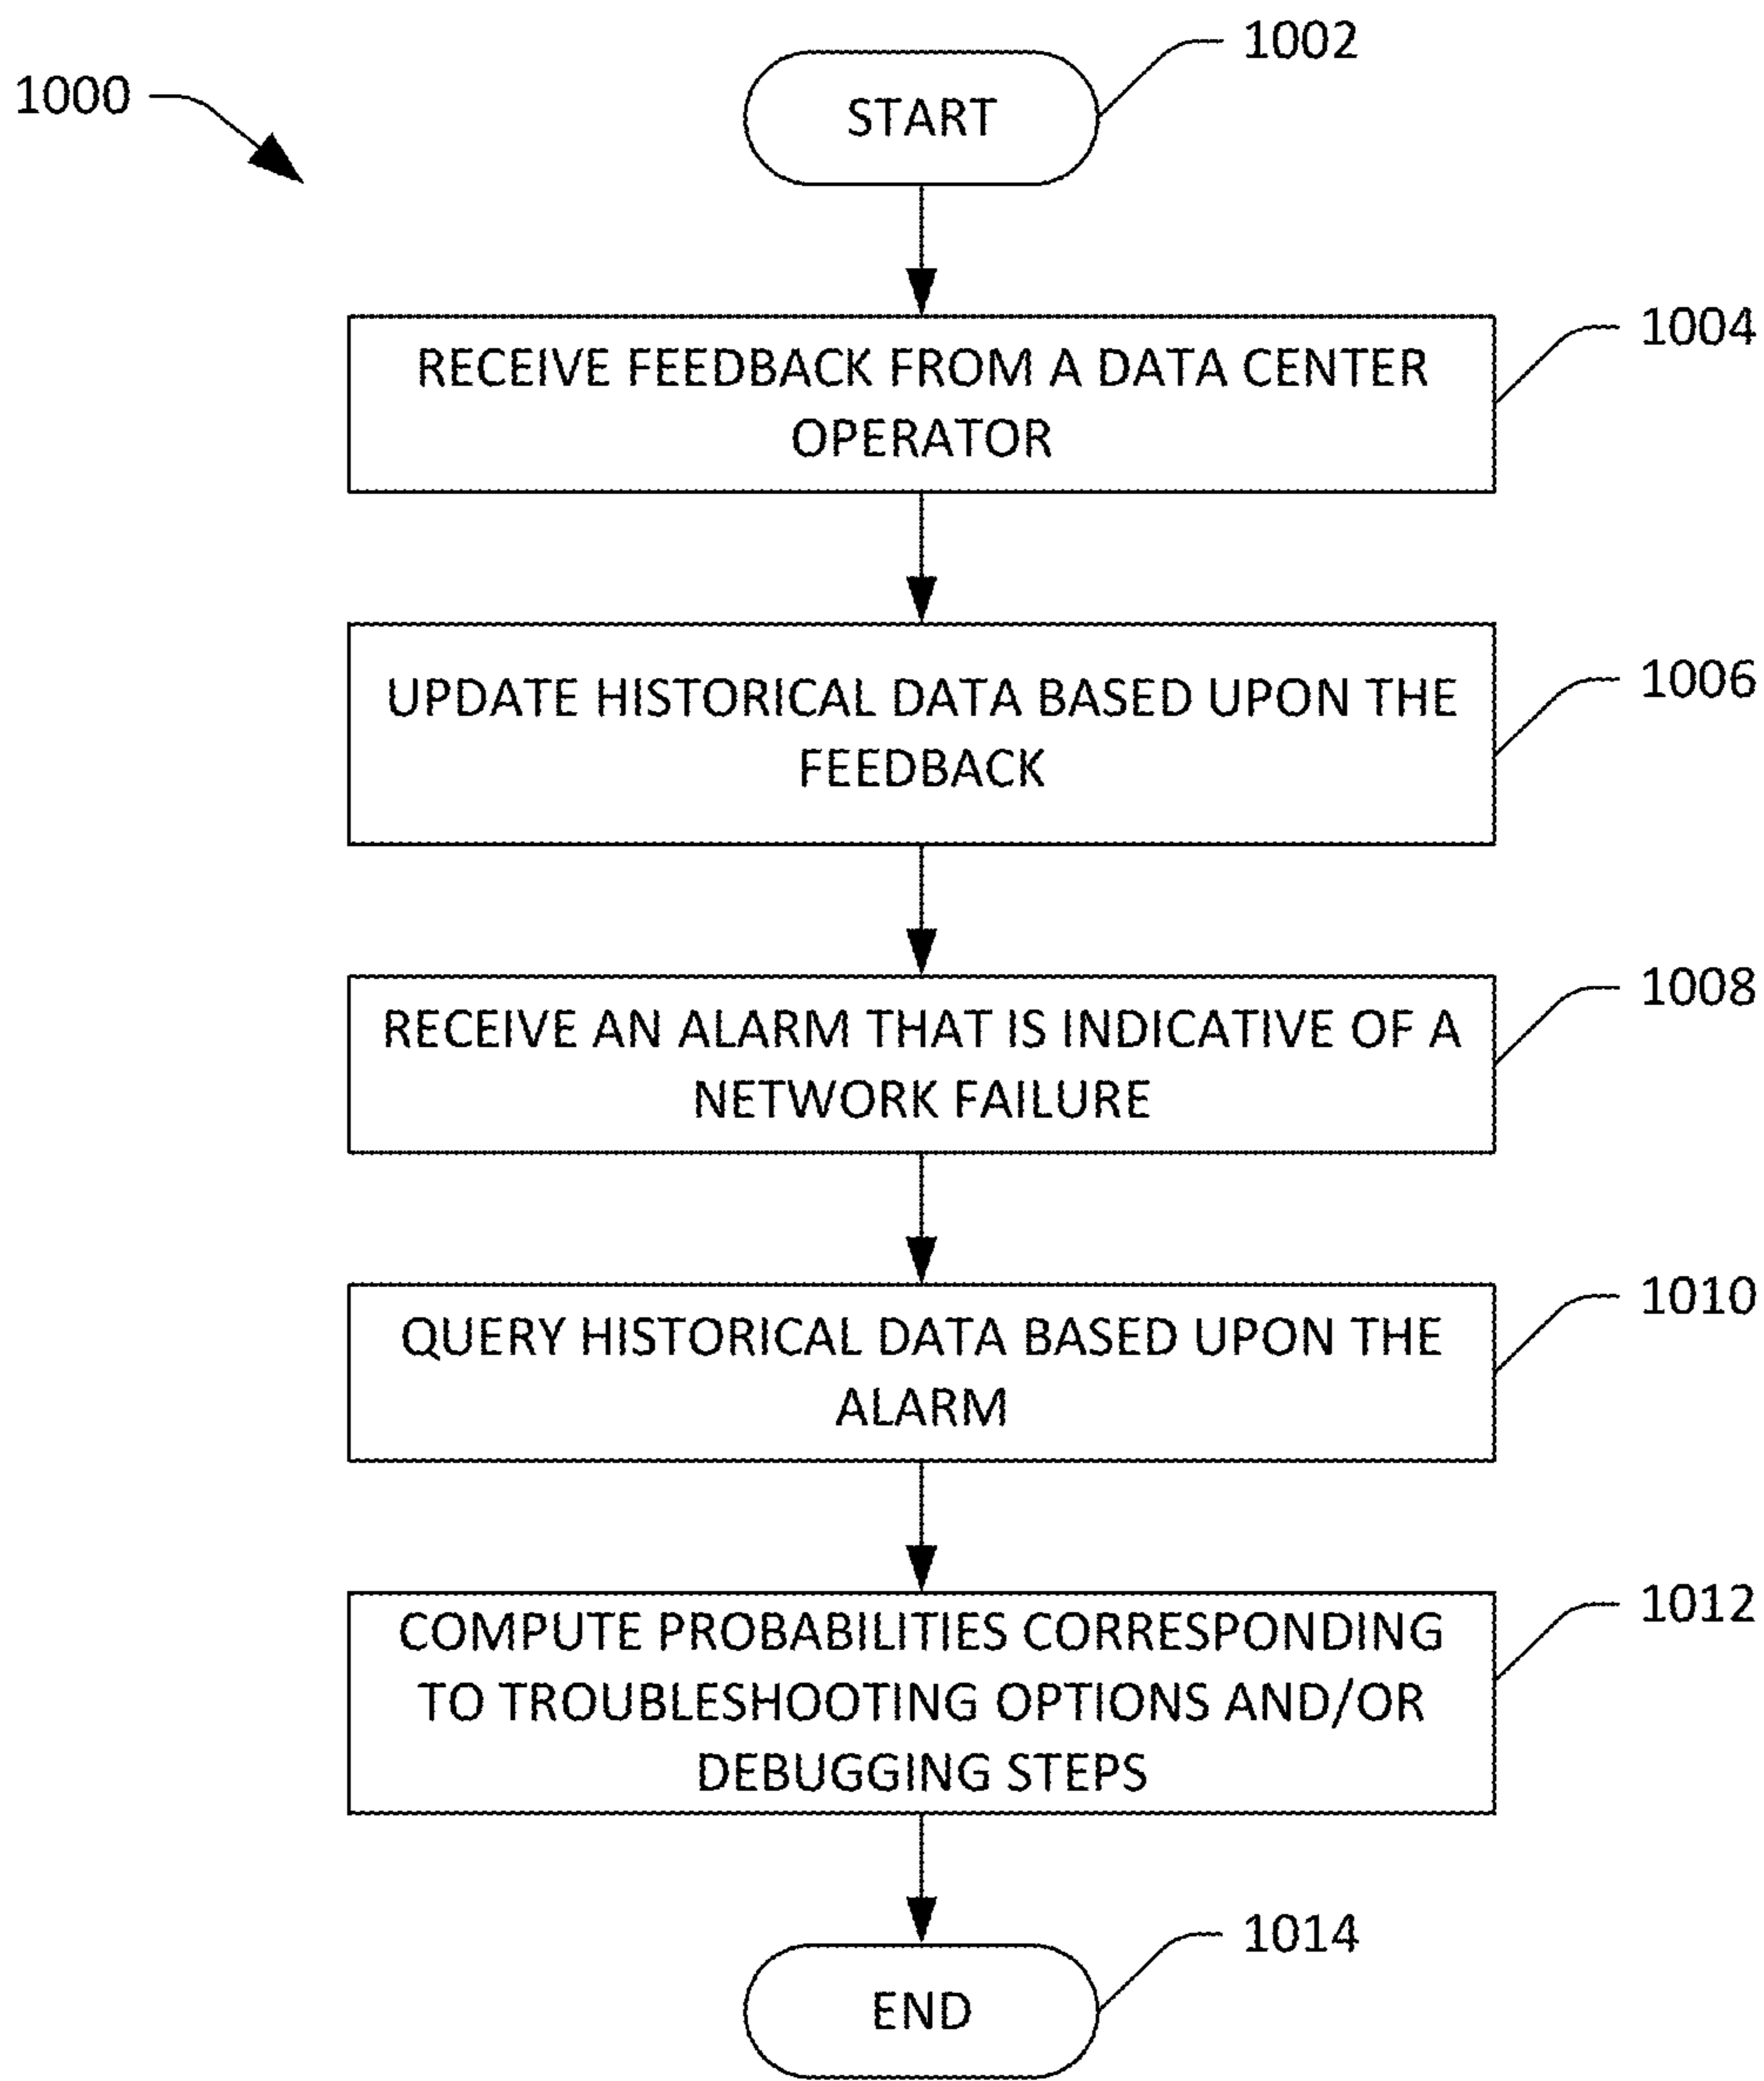 1000
1002
START
1004
RECEIVE FEEDBACK FROM A DATA CENTER
OPERATOR
1006
UPDATE HISTORICAL DATA BASED UPON THE
FEEDBACK
1008
RECEIVE AN ALARM THAT IS INDICATIVE OF A
NETWORK FAILURE
1010
QUERY HISTORICAL DATA BASED UPON THE
ALARM
1012
COMPUTE PROBABILITIES CORRESPONDING
TO TROUBLESHOOTING OPTIONS AND/OR
DEBUGGING STEPS
1014
END